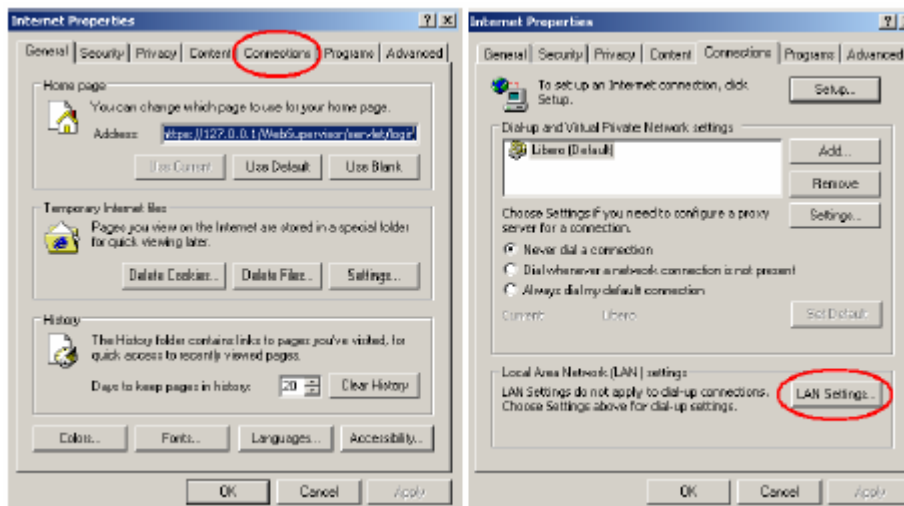 Internet Properties
General Security Privacy Content Connections Programs Advanced
Home page
You can change which page to use for your home page.
Address: https://127.0.0.1/WebSupervisor/servlet/login
Use Current Use Default Use Blank
Temporary Internet files
Pages you view on the Internet are stored in a special folder
for quick viewing later.
Delete Cookies... Delete Files... Settings...
History
The History folder contains links to pages you've visited, for
quick access to recently viewed pages.
Days to keep pages in history: 20 Clear History
Colors... Fonts... Languages... Accessibility...
OK Cancel Apply
Internet Properties
General Security Privacy Content Connections Programs Advanced
To set up an Internet connection, click
Setup.
Setup...
Dial-up and Virtual Private Network settings
Libero (Default)
Add...
Remove
Choose Settings if you need to configure a proxy
server for a connection.
Settings...
Never dial a connection
Dial whenever a network connection is not present
Always dial my default connection
Current: Libero
Set Default
Local Area Network (LAN) settings
LAN Settings do not apply to dial-up connections.
Choose Settings above for dial-up settings.
LAN Settings...
OK Cancel Apply